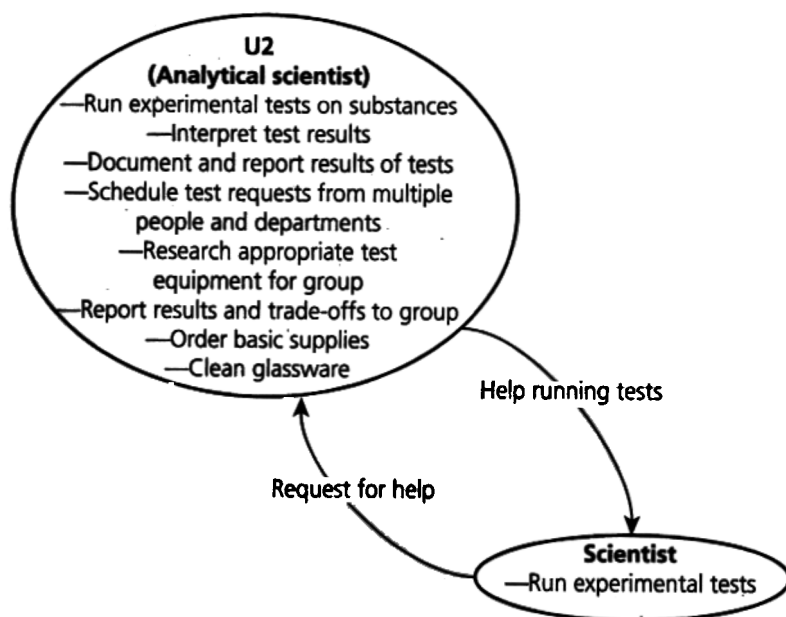 U2
(Analytical scientist)
—Run experimental tests on substances
—Interpret test results
—Document and report results of tests
—Schedule test requests from multiple
people and departments
—Research appropriate test
equipment for group
—Report results and trade-offs to group
—Order basic supplies
—Clean glassware
Help running tests
Request for help
Scientist
—Run experimental tests